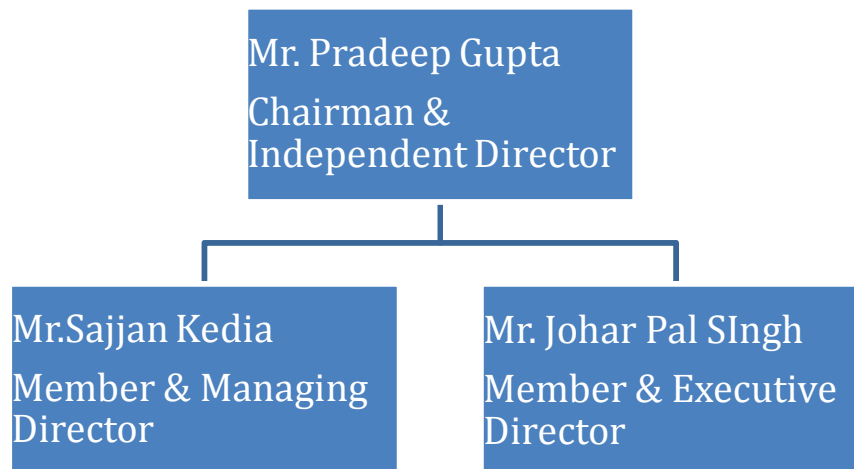 Mr. Pradeep Gupta
Chairman &
Independent Director
Mr.Sajjan Kedia
Member & Managing
Director
Mr. Johar Pal SIngh
Member & Executive
Director